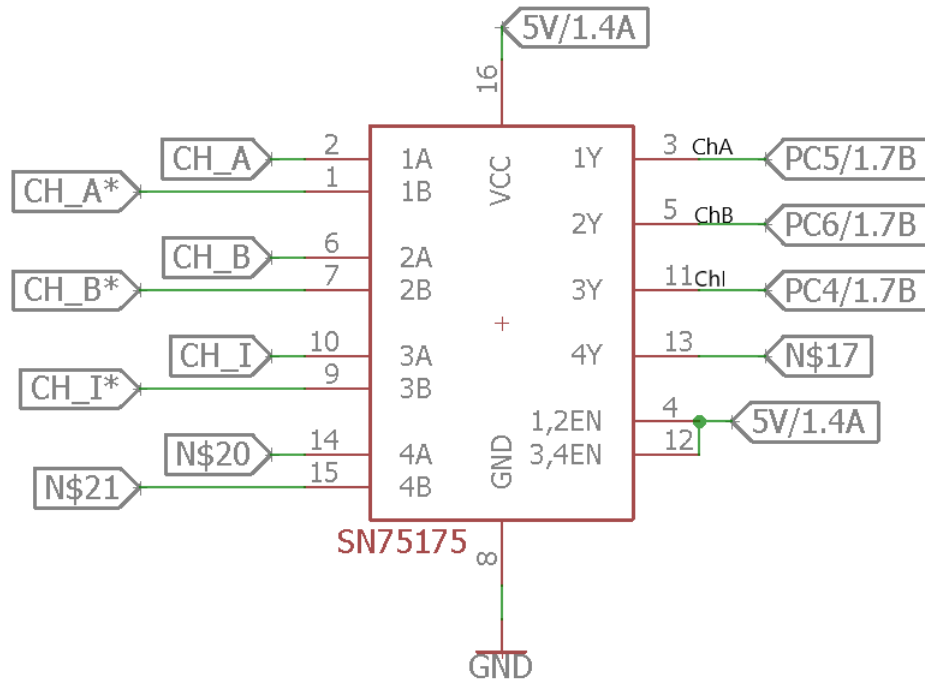 5V/1.4A
16
CH_A 2 1A VCC 1Y 3 ChA PC5/1.7B
CH_A* 1 1B
2Y 5 ChB PC6/1.7B
CH_B 6 2A
CH_B* 7 2B
3Y 11 ChI PC4/1.7B
CH_I 10 3A 4Y 13 N$17
CH_I* 9 3B
1,2EN 4 5V/1.4A
N$20 14 4A GND 3,4EN 12
N$21 15 4B
SN75175 8
GND